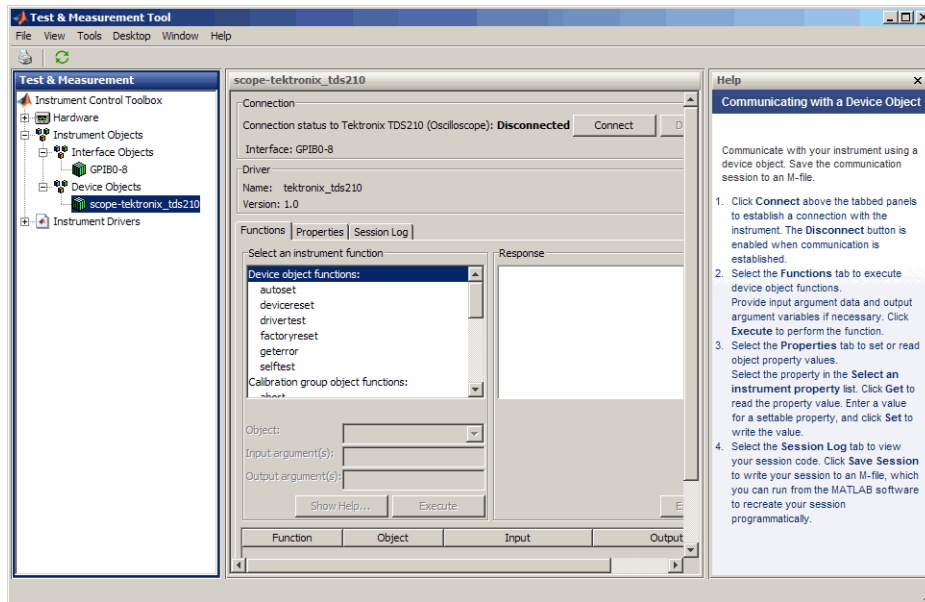 Test & Measurement Tool
File View Tools Desktop Window Help
Test & Measurement
Instrument Control Toolbox
Hardware
Instrument Objects
Interface Objects
GPIB0-8
Device Objects
scope-tektronix_tds210
Instrument Drivers
scope-tektronix_tds210
Connection
Connection status to Tektronix TDS210 (Oscilloscope): Disconnected Connect D
Interface: GPIB0-8
Driver
Name: tektronix_tds210
Version: 1.0
Functions Properties Session Log
Select an instrument function
Device object functions:
autoset
devicereset
drivertest
factoryreset
geterror
selftest
Calibration group object functions:
Object:
Input argument(s):
Output argument(s):
Show Help... Execute
Response
E
Function Object Input Output
Help
Communicating with a Device Object
Communicate with your instrument using a
device object. Save the communication
session to an M-file.
1. Click Connect above the tabbed panels
to establish a connection with the
instrument. The Disconnect button is
enabled when communication is
established.
2. Select the Functions tab to execute
device object functions.
Provide input argument data and output
argument variables if necessary. Click
Execute to perform the function.
3. Select the Properties tab to set or read
object property values.
Select the property in the Select an
instrument property list. Click Get to
read the property value. Enter a value
for a settable property, and click Set to
write the value.
4. Select the Session Log tab to view
your session code. Click Save Session
to write your session to an M-file, which
you can run from the MATLAB software
to recreate your session
programmatically.